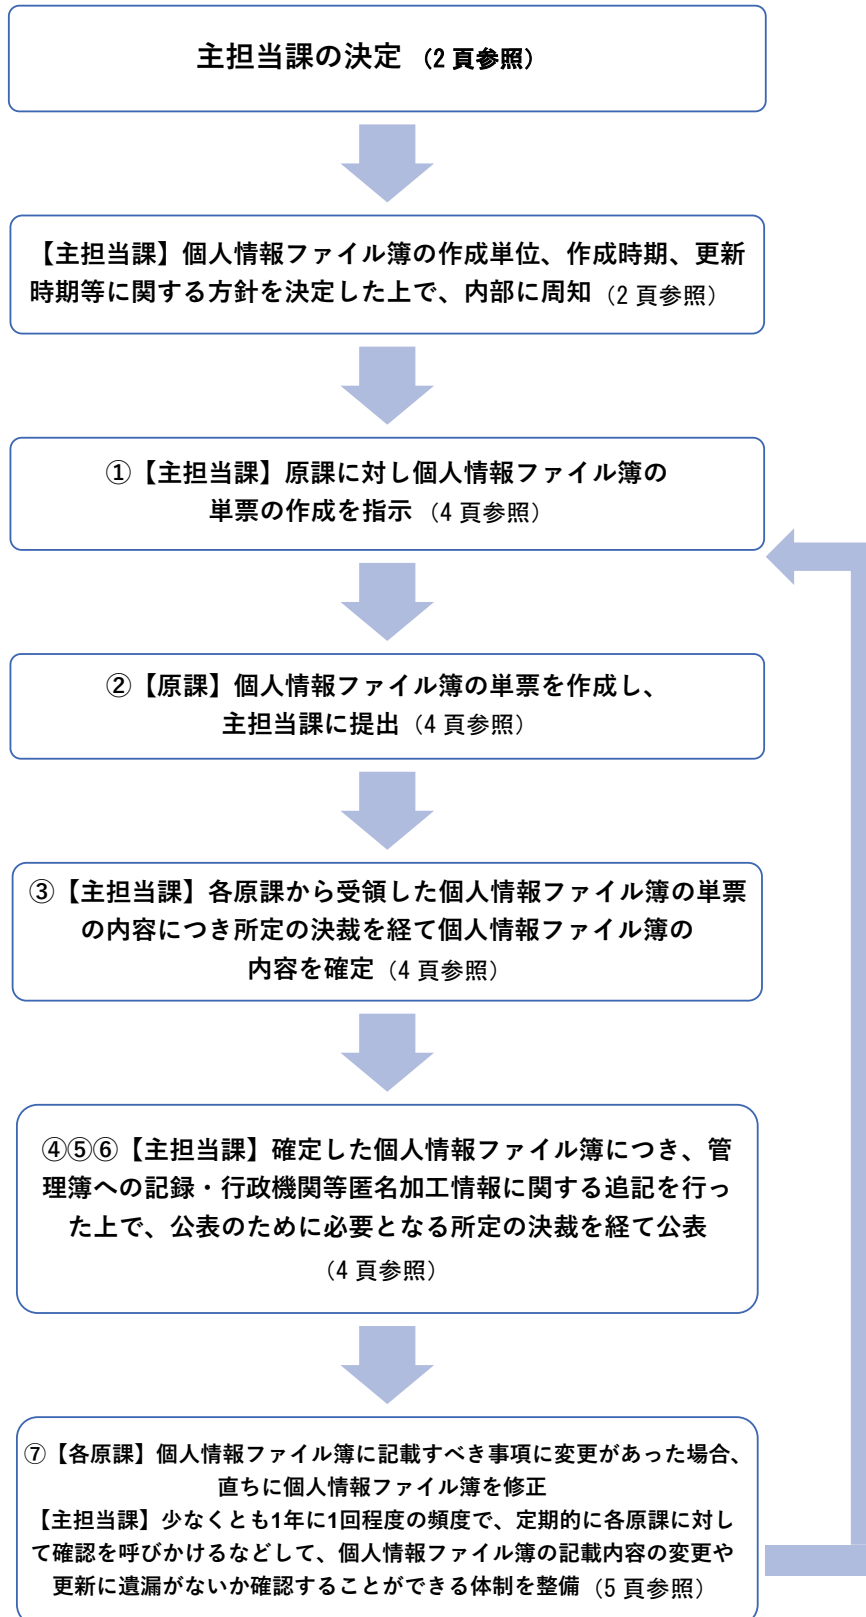 主担当課の決定（2頁参照）
【主担当課】個人情報ファイル簿の作成単位、作成時期、更新
時期等に関する方針を決定した上で、内部に周知（2頁参照）
①【主担当課】原課に対し個人情報ファイル簿の
単票の作成を指示（4頁参照）
②【原課】個人情報ファイル簿の単票を作成し、
主担当課に提出（4頁参照）
③【主担当課】各原課から受領した個人情報ファイル簿の単票
の内容につき所定の決裁を経て個人情報ファイル簿の
内容を確定（4頁参照）
④⑤⑥【主担当課】確定した個人情報ファイル簿につき、管
理簿への記録・行政機関等匿名加工情報に関する追記を行っ
た上で、公表のために必要となる所定の決裁を経て公表
（4頁参照）
⑦【各原課】個人情報ファイル簿に記載すべき事項に変更があった場合、
直ちに個人情報ファイル簿を修正
【主担当課】少なくとも1年に1回程度の頻度で、定期的に各原課に対し
て確認を呼びかけるなどして、個人情報ファイル簿の記載内容の変更や
更新に遺漏がないか確認することができる体制を整備（5頁参照）